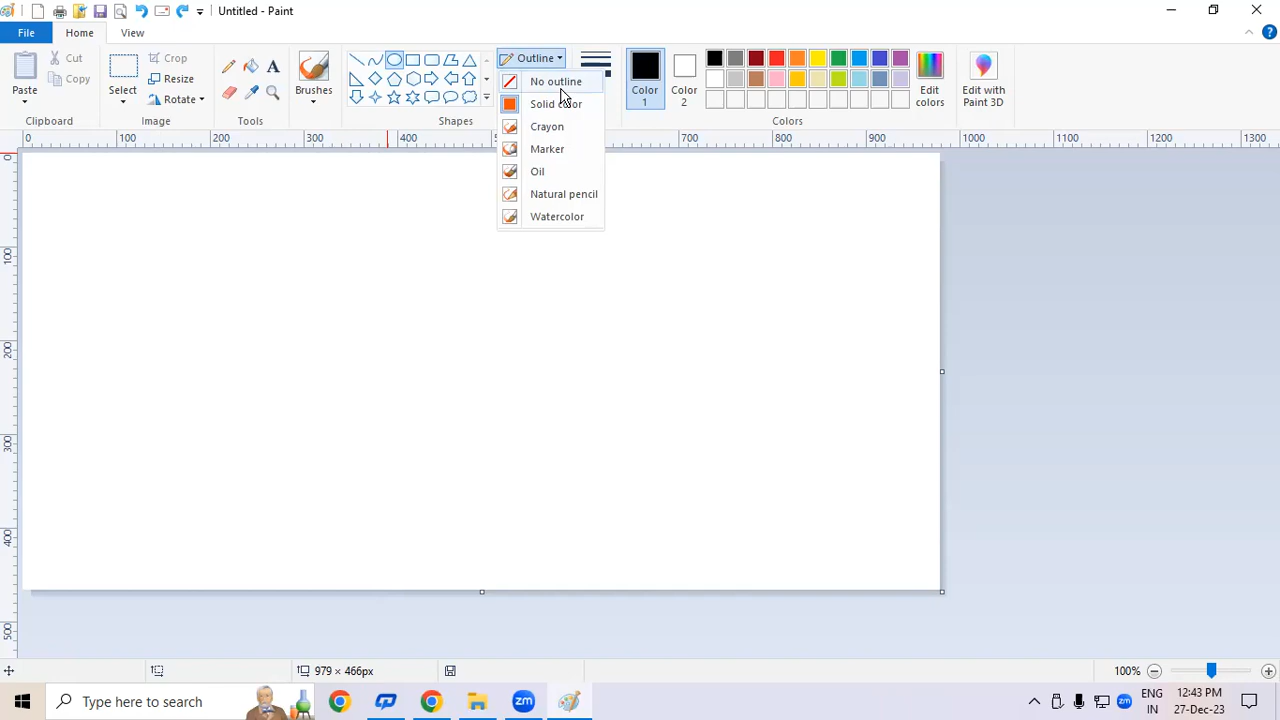 Untitled - Paint
File Home View
Paste
Cut
Copy
Clipboard
Select
Crop
Resize
Rotate
Image
A
Tools
Brushes
Shapes
Outline
No outline
Solid color
Crayon
Marker
Oil
Natural pencil
Watercolor
Color 1
Color 2
Edit colors
Colors
Edit with Paint 3D
0 100 200 300 400 700 800 900 1000 1100 1200 1300
0
100
200
300
400
500
979 × 466px
100%
Type here to search
zm
zm
ENG
IN
12:43 PM
27-Dec-23